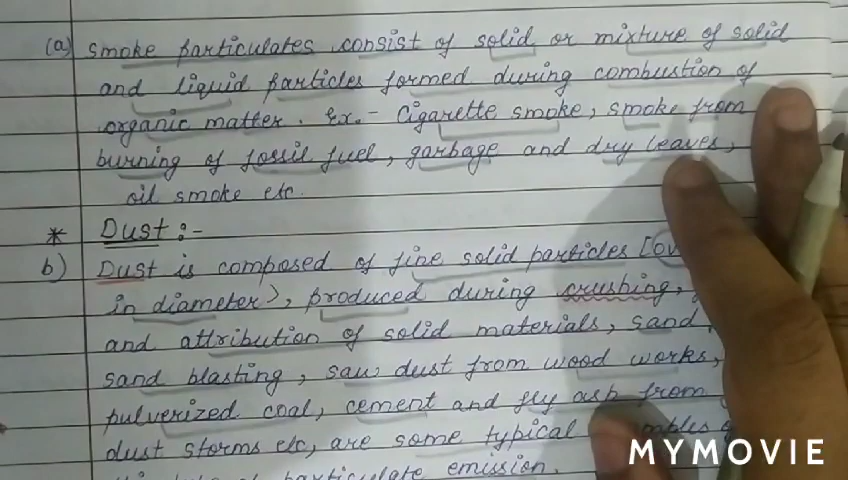 (a) smoke particulates consist of solid or mixture of solid
and liquid particles formed during combustion of
organic matter. Ex.- Cigarette smoke, smoke from
burning of fossil fuel, garbage and dry leaves,
oil smoke etc.
* Dust :-
b) Dust is composed of fine solid particles [ov
in diameter), produced during crushing,
and attribution of solid materials, sand
sand blasting, saw dust from wood works,
pulverized coal, cement and fly ash from
dust storms etc, are some typical
particulate emission.
MYMOVIE